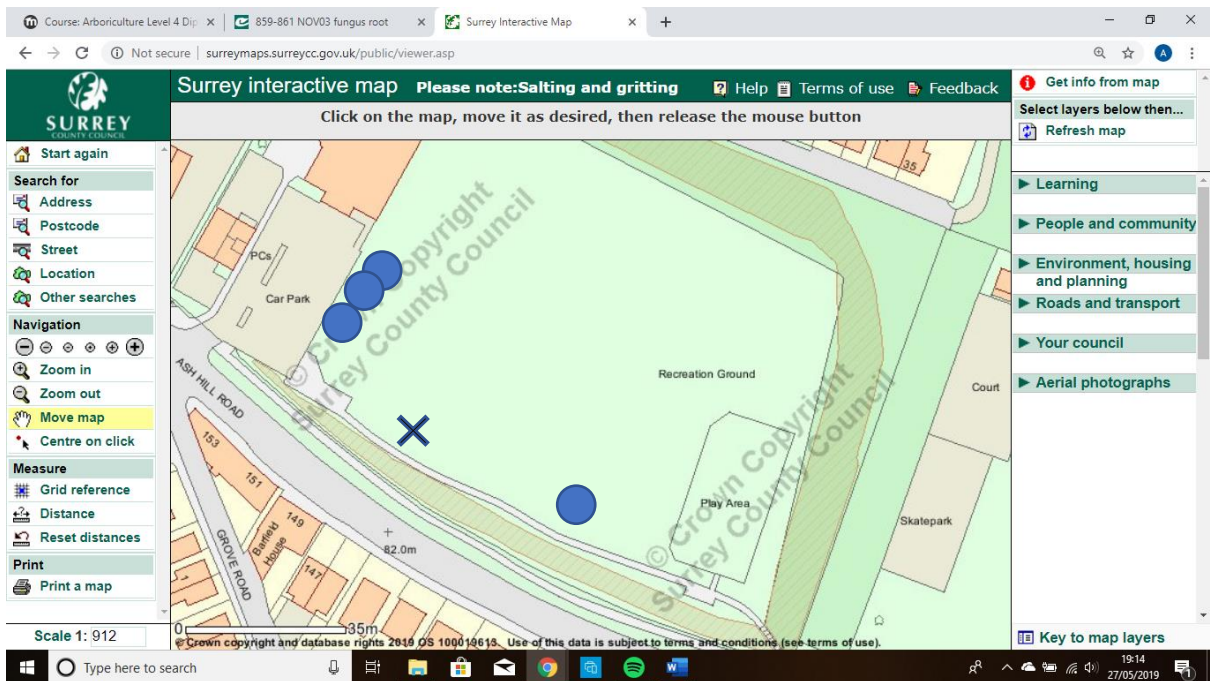 Course: Arboriculture Level 4 Dip
859-861 NOV03 fungus root
Surrey Interactive Map
Not secure | surreymaps.surreycc.gov.uk/public/viewer.asp
A
SURREY
COUNTY COUNCIL
Surrey interactive map Please note:Salting and gritting Help Terms of use Feedback
Click on the map, move it as desired, then release the mouse button
Get info from map
Select layers below then...
Refresh map
Start again
Search for
Address
Postcode
Street
Location
Other searches
Navigation
Zoom in
Zoom out
Move map
Centre on click
Measure
Grid reference
Distance
Reset distances
Print
Print a map
Scale 1: 912
35
PCs
Car Park
ASH HILL ROAD
Recreation Ground
Court
Play Area
Skatepark
153
151
149
Barfield
House
147
GROVE ROAD
82.0m
1
© Crown Copyright
Surrey County Council
© Crown Copyright
Surrey County Council
0 35m
© Crown copyright and database rights 2019 OS 100019613. Use of this data is subject to terms and conditions (see terms of use).
Learning
People and community
Environment, housing
and planning
Roads and transport
Your council
Aerial photographs
Key to map layers
Type here to search
19:14
27/05/2019
1